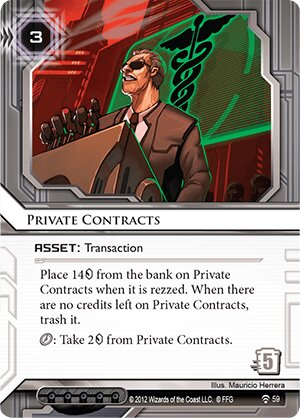 3
PRIVATE CONTRACTS
ASSET: Transaction
Place 14 from the bank on Private
Contracts when it is rezzed. When there
are no credits left on Private Contracts,
trash it.
: Take 2 from Private Contracts.
5
Illus. Mauricio Herrera
© 2012 Wizards of the Coast LLC. © FFG 59